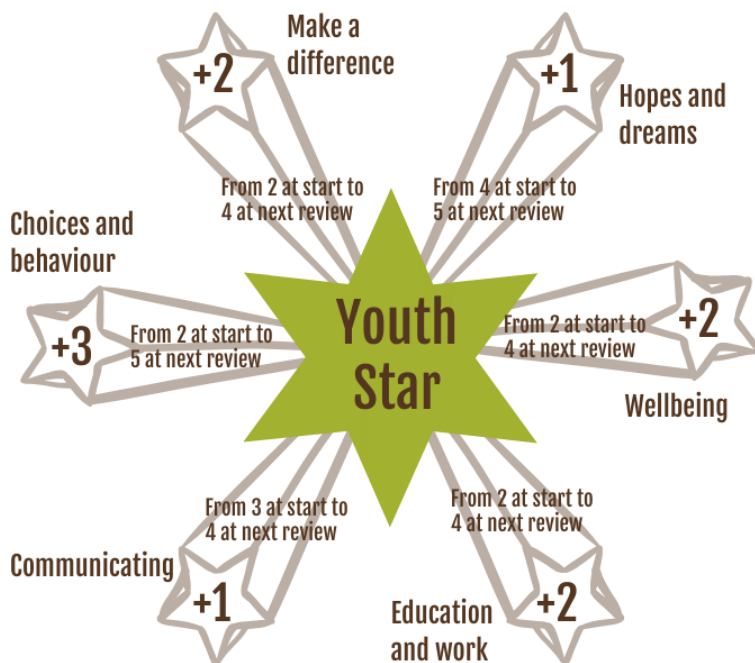 Make a
difference
+2
From 2 at start to
4 at next review
+1
Hopes and
dreams
From 4 at start to
5 at next review
Choices and
behaviour
+3
From 2 at start to
5 at next review
Youth
Star
From 2 at start to
4 at next review
+2
Wellbeing
From 3 at start to
4 at next review
Communicating
+1
From 2 at start to
4 at next review
Education
and work
+2